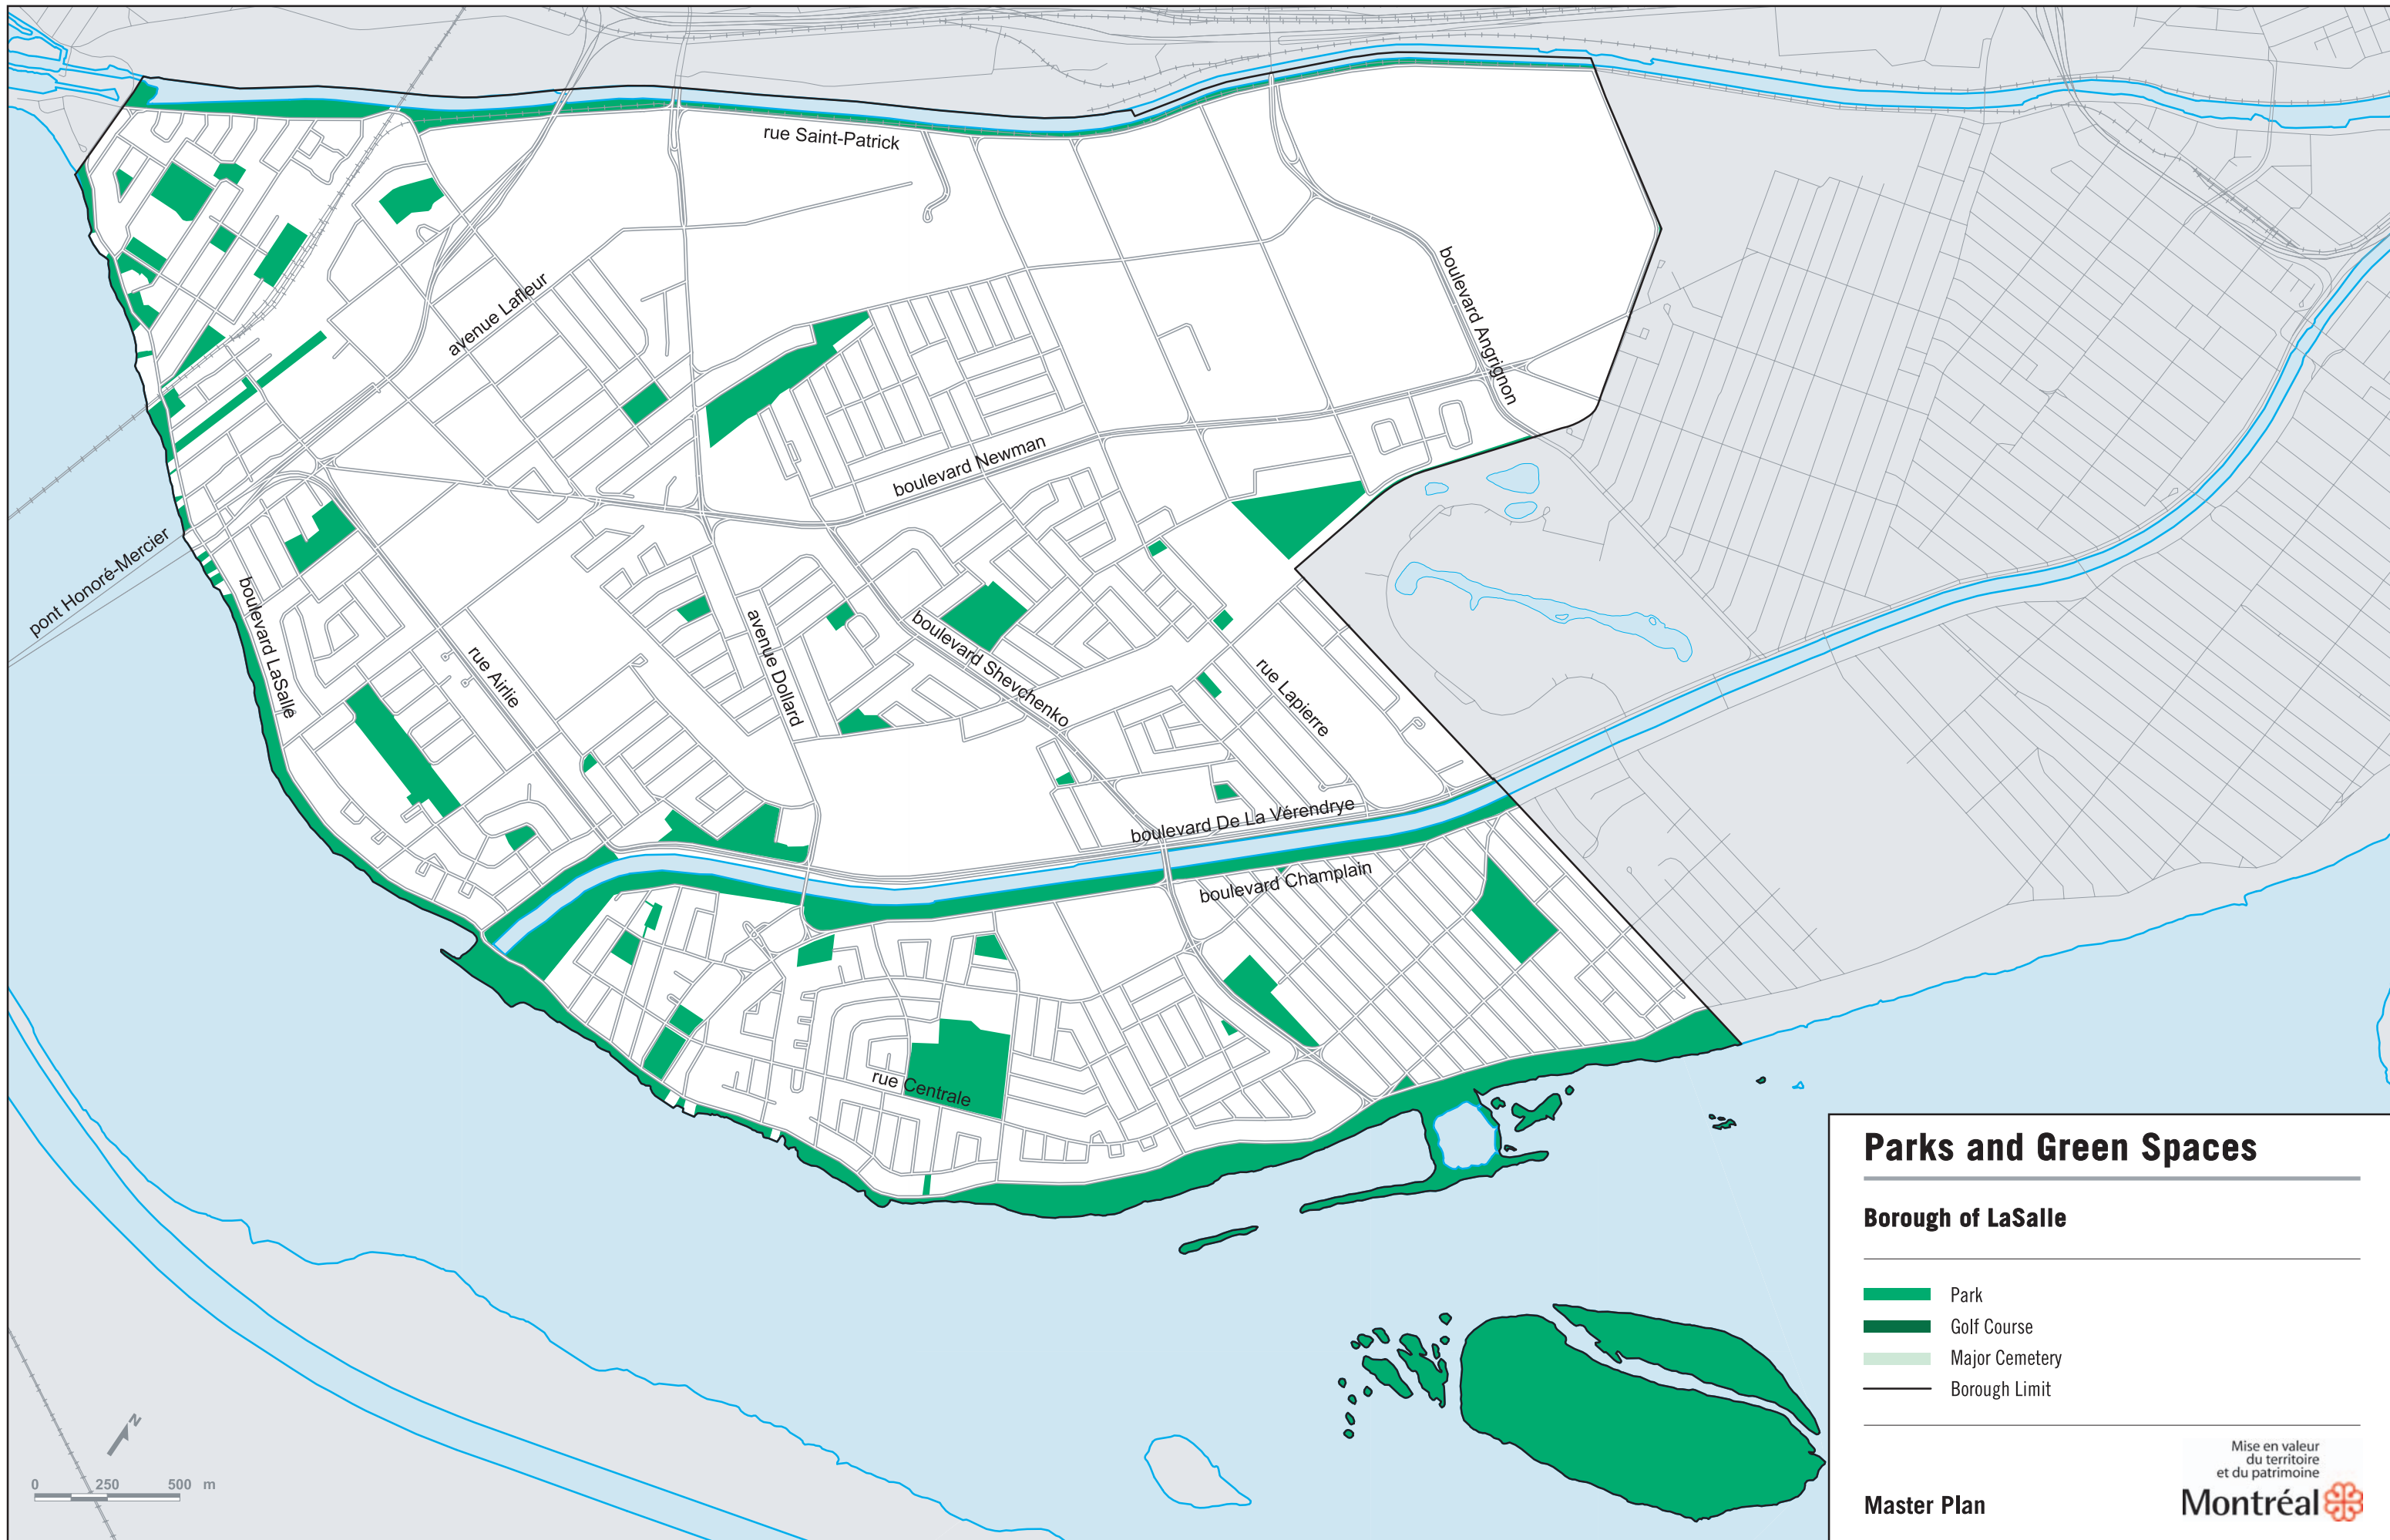 rue Saint-Patrick
boulevard Angrignon
avenue Lafleur
boulevard Newman
pont Honoré-Mercier
boulevard LaSalle
rue Airlie
avenue Dollard
boulevard Shevchenko
rue Lapierre
boulevard De La Vérendrye
boulevard Champlain
rue Centrale
Parks and Green Spaces
Borough of LaSalle
Park
Golf Course
Major Cemetery
Borough Limit
N
0 250 500 m
Mise en valeur
du territoire
et du patrimoine
Master Plan
Montréal